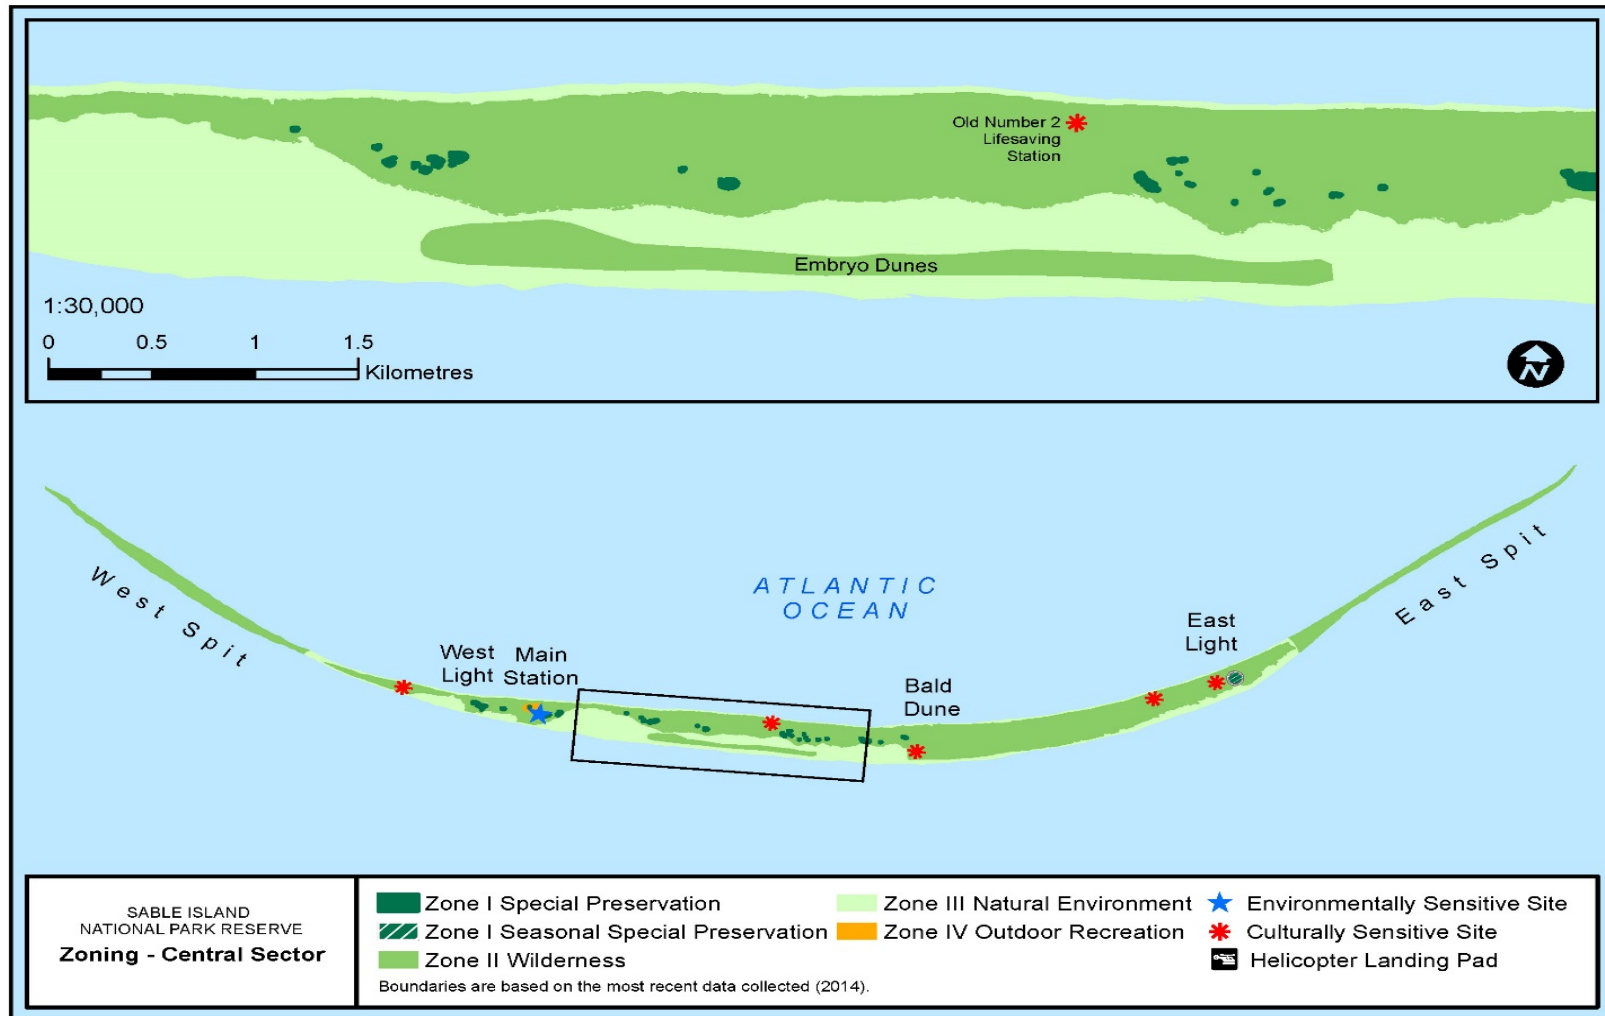 Old Number 2
Lifesaving
Station
Embryo Dunes
1:30,000
0 0.5 1 1.5
Kilometres
N
West Spit
ATLANTIC
OCEAN
East Spit
West
Light
Main
Station
East
Light
Bald
Dune
SABLE ISLAND
NATIONAL PARK RESERVE
Zoning - Central Sector
Zone I Special Preservation
Zone I Seasonal Special Preservation
Zone II Wilderness
Zone III Natural Environment
Zone IV Outdoor Recreation
Environmentally Sensitive Site
Culturally Sensitive Site
Helicopter Landing Pad
Boundaries are based on the most recent data collected (2014).